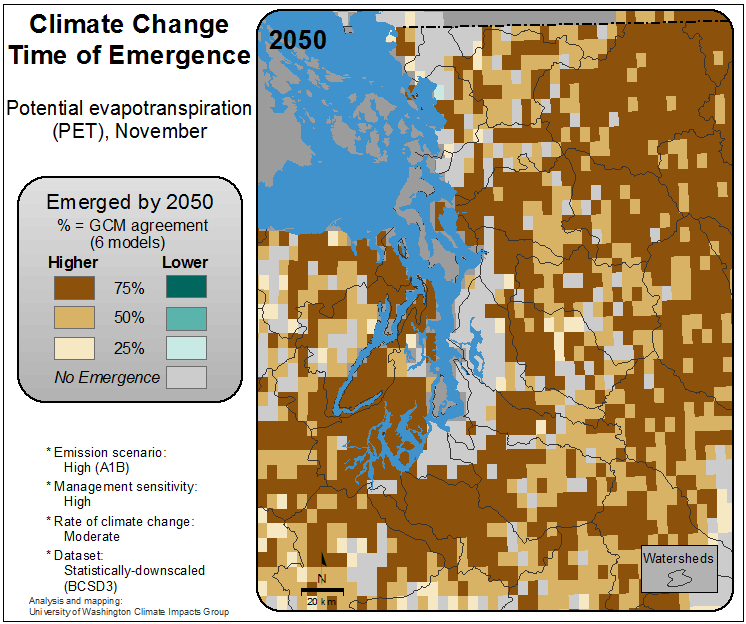 Climate Change
Time of Emergence
Potential evapotranspiration
(PET), November
Emerged by 2050
% = GCM agreement
(6 models)
Higher Lower
75%
50%
25%
No Emergence
* Emission scenario:
High (A1B)
* Management sensitivity:
High
* Rate of climate change:
Moderate
* Dataset:
Statistically-downscaled
(BCSD3)
Analysis and mapping:
University of Washington Climate Impacts Group
2050
N
20 km
Watersheds